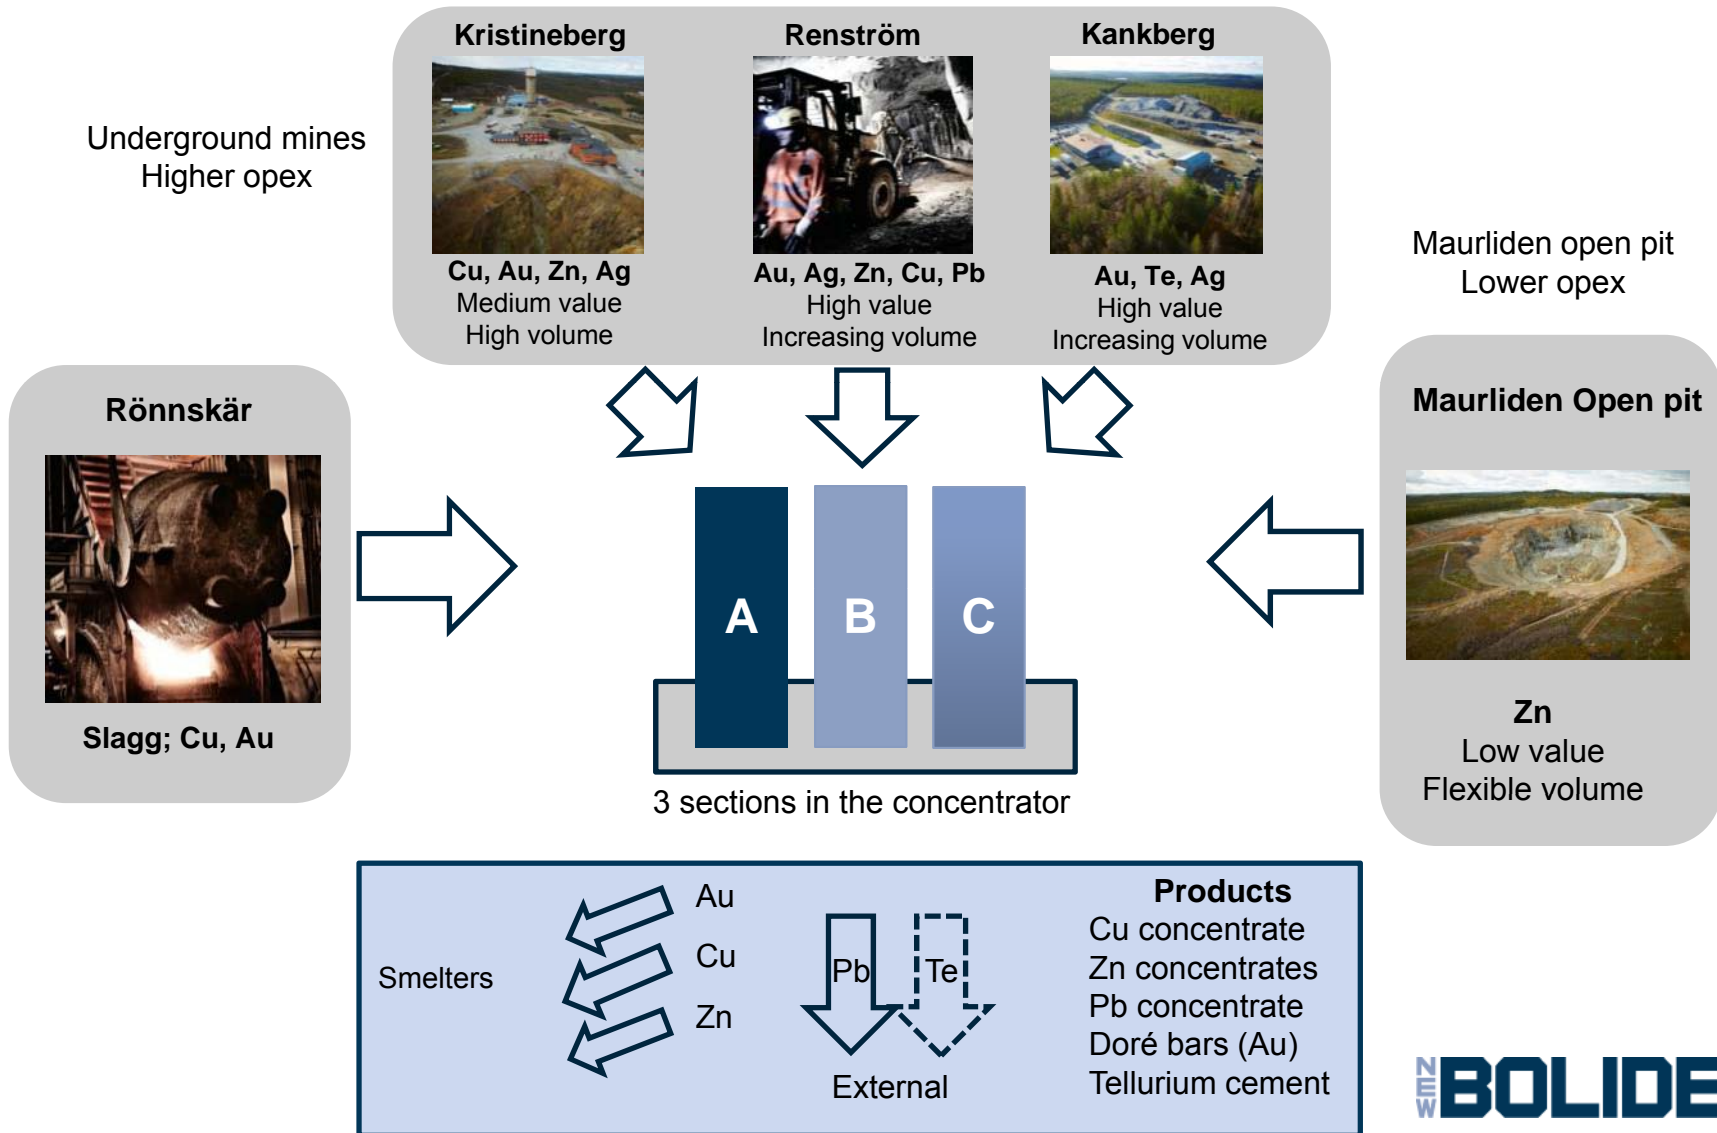 Kristineberg
Renström
Kankberg
Underground mines
Higher opex
Cu, Au, Zn, Ag
Medium value
High volume
Au, Ag, Zn, Cu, Pb
High value
Increasing volume
Au, Te, Ag
High value
Increasing volume
Maurliden open pit
Lower opex
Rönnskär
Slagg; Cu, Au
Maurliden Open pit
Zn
Low value
Flexible volume
A
B
C
3 sections in the concentrator
Smelters
Au
Cu
Zn
Pb
Te
External
Products
Cu concentrate
Zn concentrates
Pb concentrate
Doré bars (Au)
Tellurium cement
NEW
BOLIDE